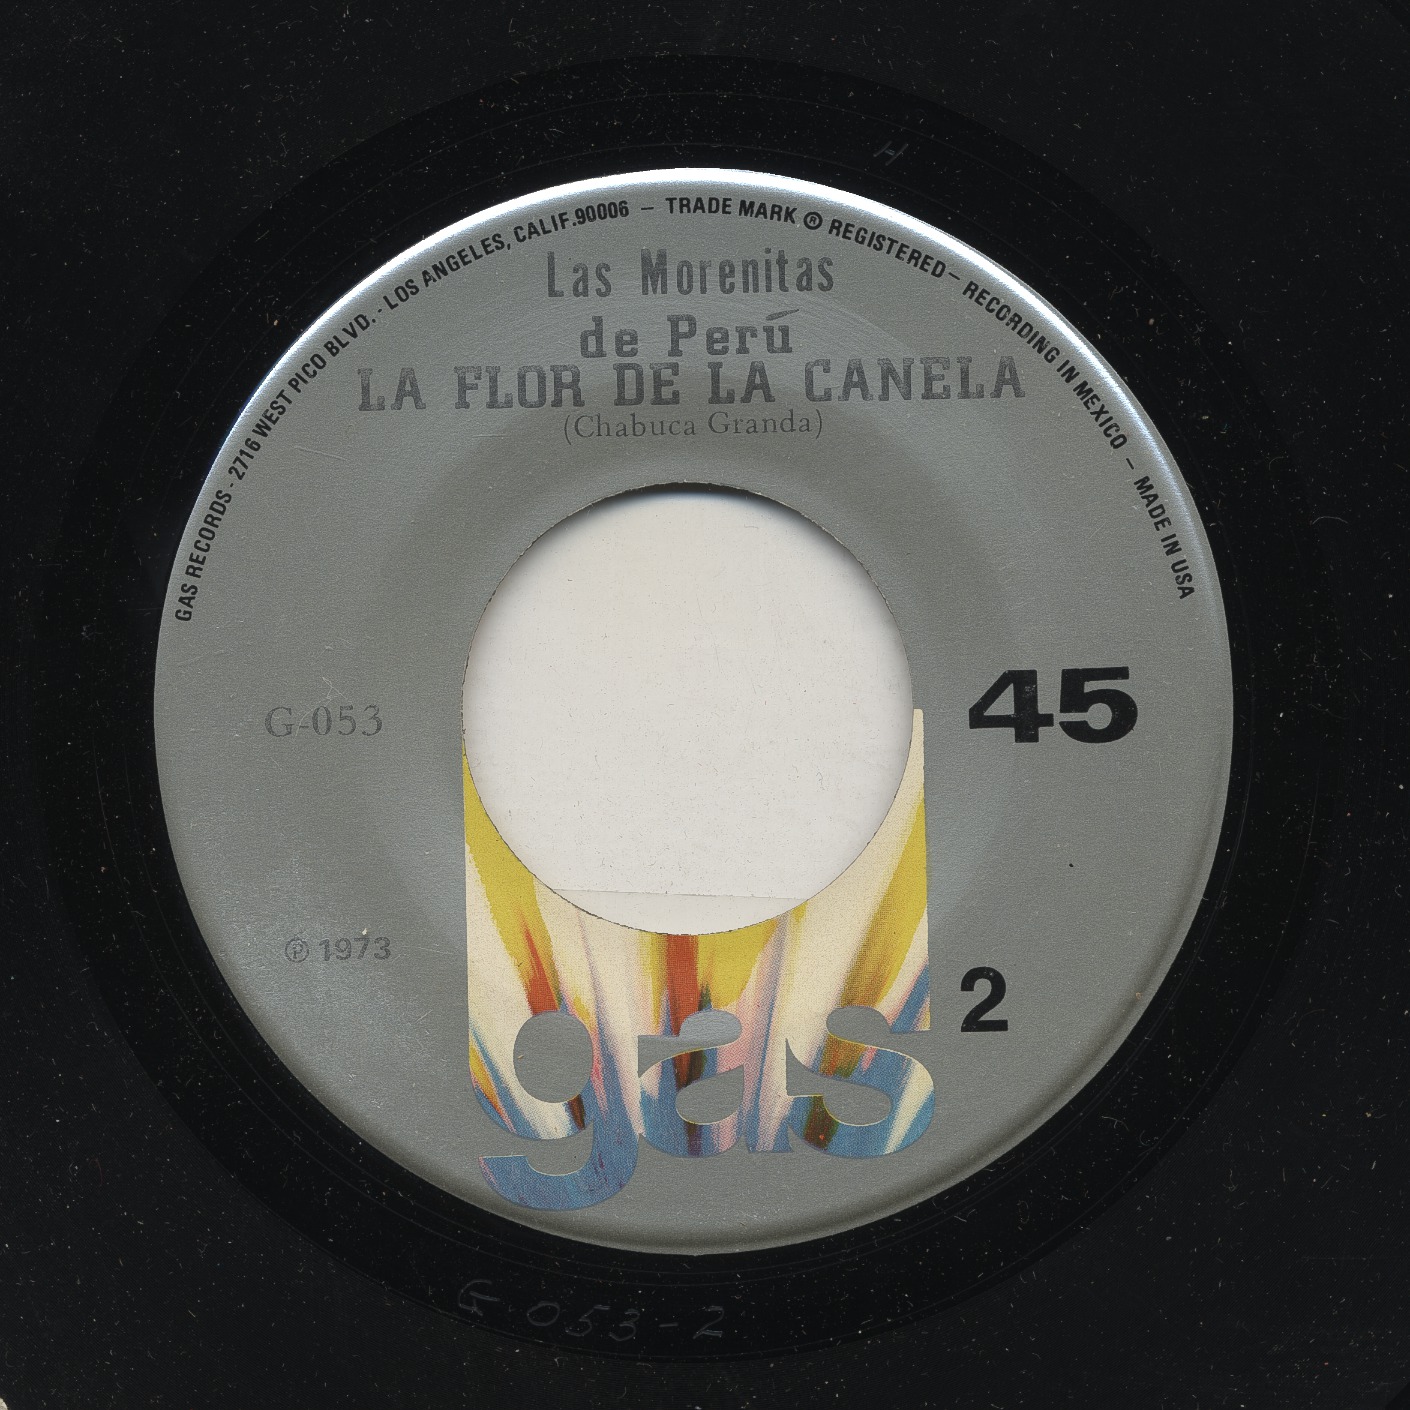 GAS RECORDS - 2716 WEST PICO BLVD. - LOS ANGELES, CALIF. 90006 – TRADE MARK ® REGISTERED – RECORDING IN MEXICO – MADE IN USA
Las Morenitas
de Perú
LA FLOR DE LA CANELA
(Chabuca Granda)
G-053
45
℗ 1973
2
gas
G 053-2
H